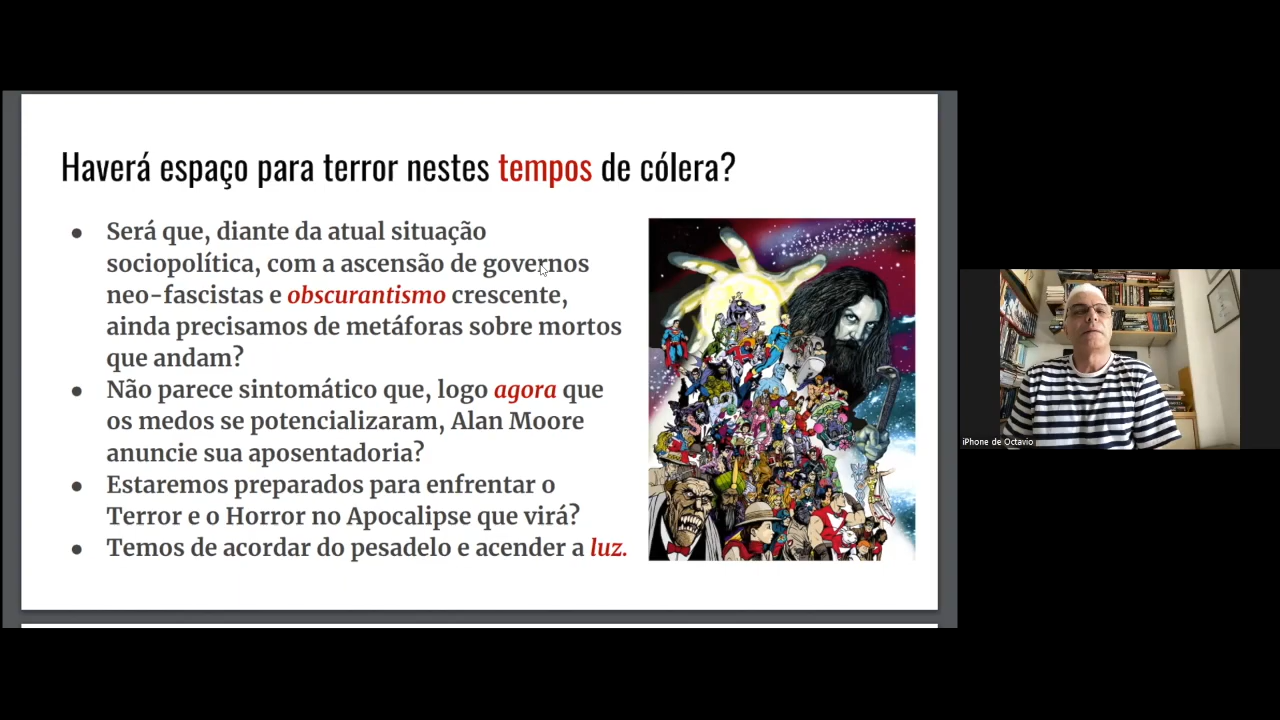 Haverá espaço para terror nestes tempos de cólera?
● Será que, diante da atual situação
sociopolítica, com a ascensão de governos
neo-fascistas e obscurantismo crescente,
ainda precisamos de metáforas sobre mortos
que andam?
● Não parece sintomático que, logo agora que
os medos se potencializaram, Alan Moore
anuncie sua aposentadoria?
● Estaremos preparados para enfrentar o
Terror e o Horror no Apocalipse que virá?
● Temos de acordar do pesadelo e acender a luz.
iPhone de Octavio